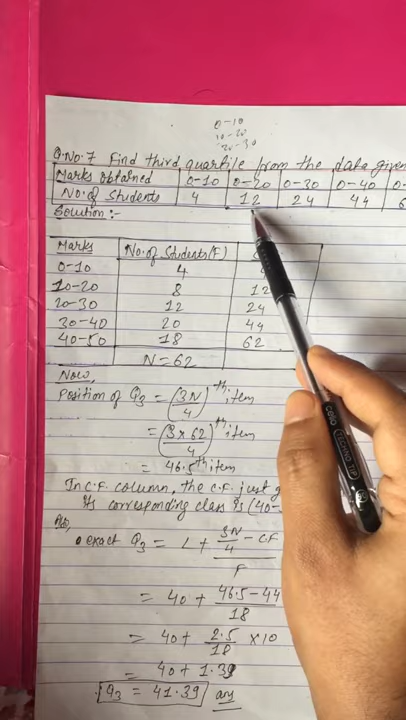 0-10
10-20
20-30
Q.No.7 Find third quartile from the data given
Marks obtained 0-10 0-20 0-30 0-40 0-
No. of Students 4 12 24 44 6
Solution :-
Marks No. of Students (F)
0-10 4
10-20 8 12
20-30 12 24
30-40 20 44
40-50 18 62
N = 62
Now,
Position of Q₃ = (3N/4)th item
= (3×62/4)th item
= 46.5th item
In C.F. column, the c.f. just g
its corresponding class is (40-
exact Q₃ = L + 3N/4 - CF
F
= 40 + 46.5 - 44
18
= 40 + 2.5/18 × 10
= 40 + 1.39
Q₃ = 41.39 ans
cello TECHNO TIP